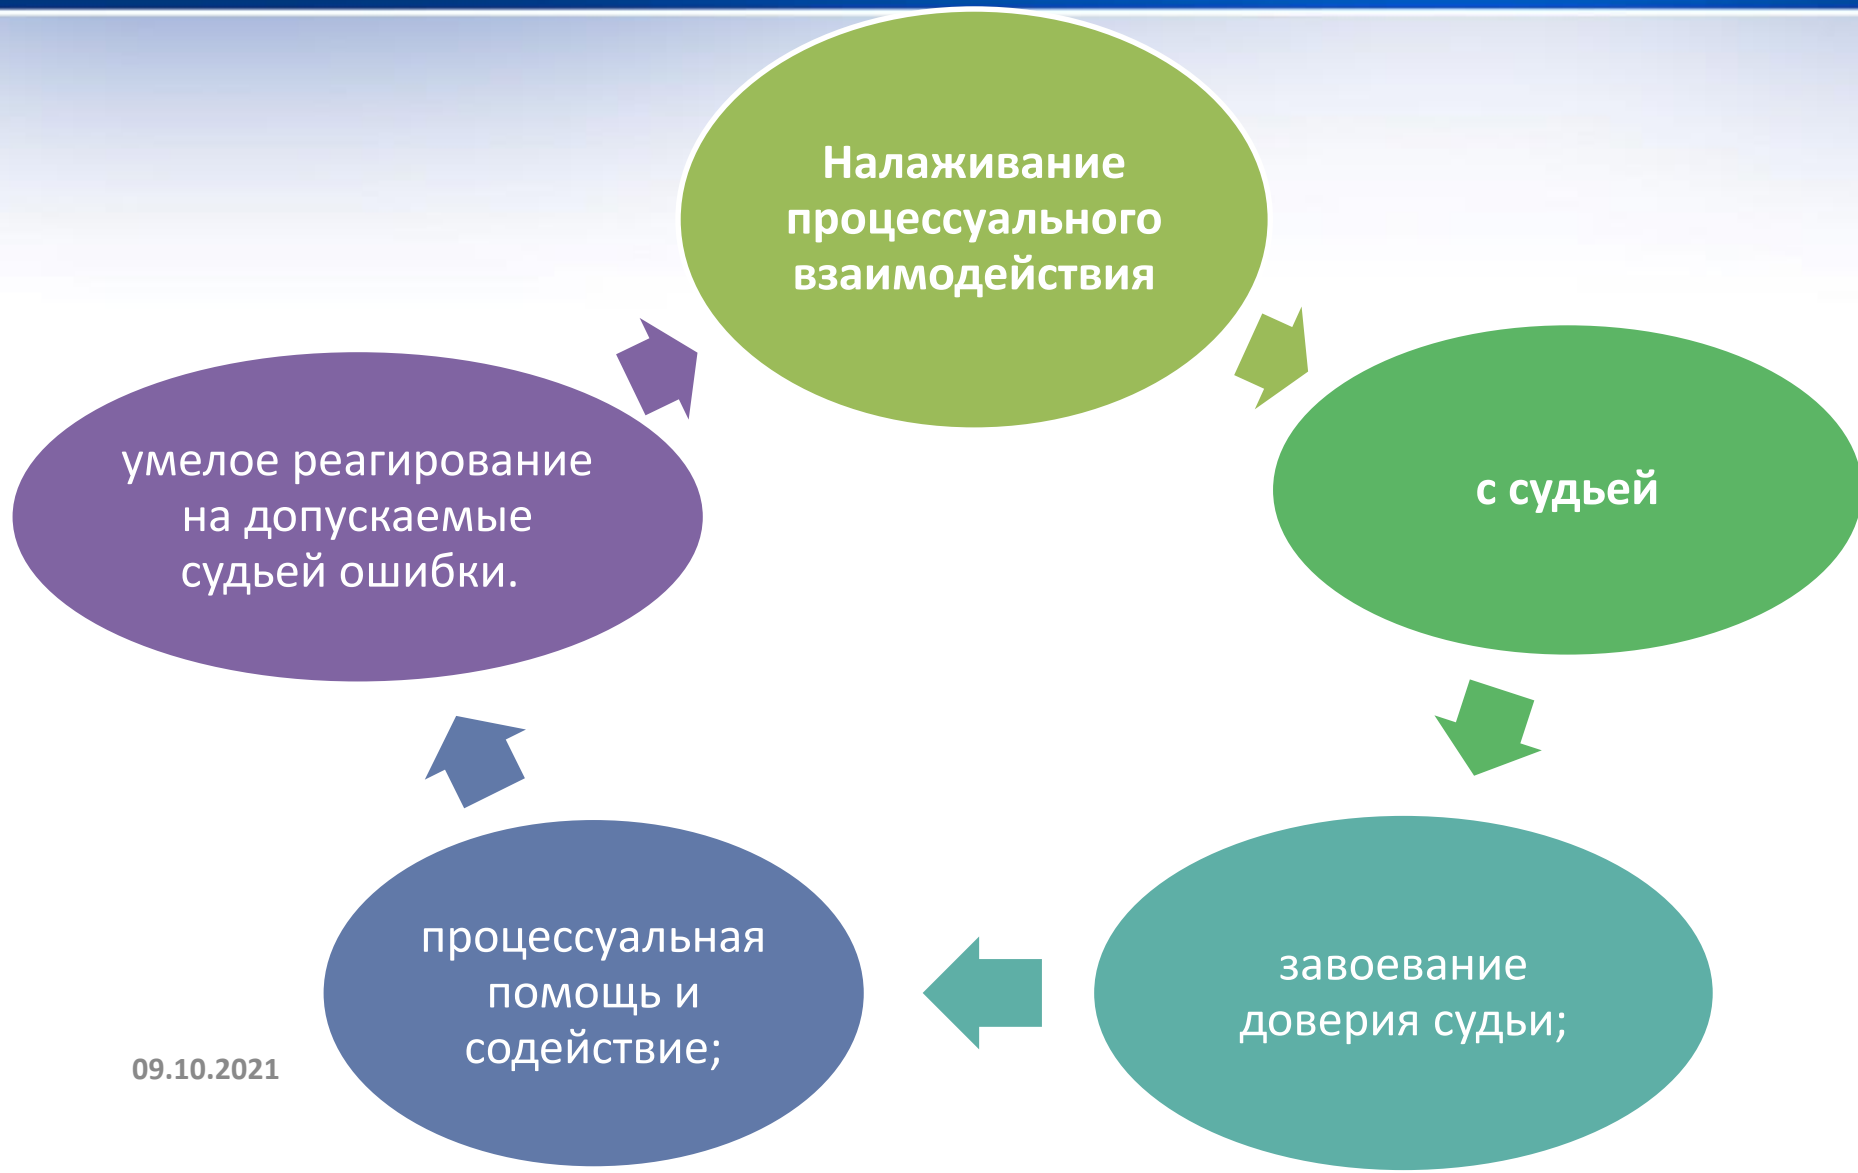 Налаживание
процессуального
взаимодействия
с судьей
завоевание
доверия судьи;
процессуальная
помощь и
содействие;
умелое реагирование
на допускаемые
судьей ошибки.
09.10.2021